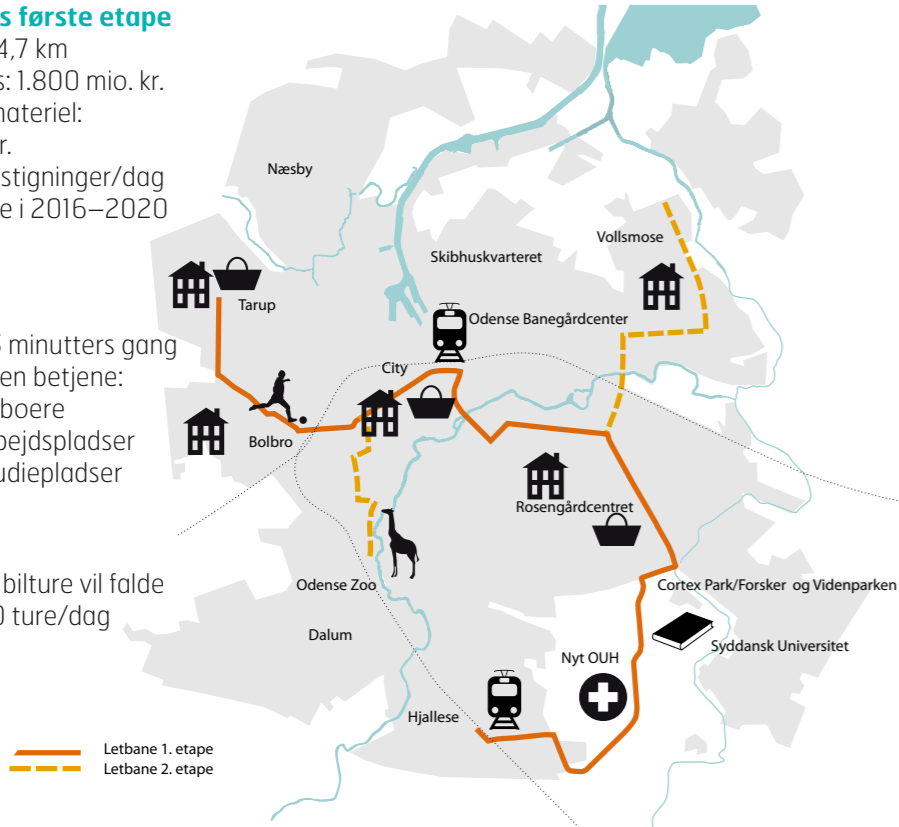 s første etape
4,7 km
s: 1.800 mio. kr.
nateriel:
r.
stigninger/dag
e i 2016–2020
minutters gang
en betjene:
boere
bejdspladser
udiepladser
bilture vil falde
0 ture/dag
Næsby
Skibhuskvarteret
Vollsmose
Tarup
Odense Banegårdcenter
City
Bolbro
Rosengårdcentret
Odense Zoo
Cortex Park/Forsker og Videnparken
Dalum
Syddansk Universitet
Nyt OUH
Hjallese
Letbane 1. etape
Letbane 2. etape